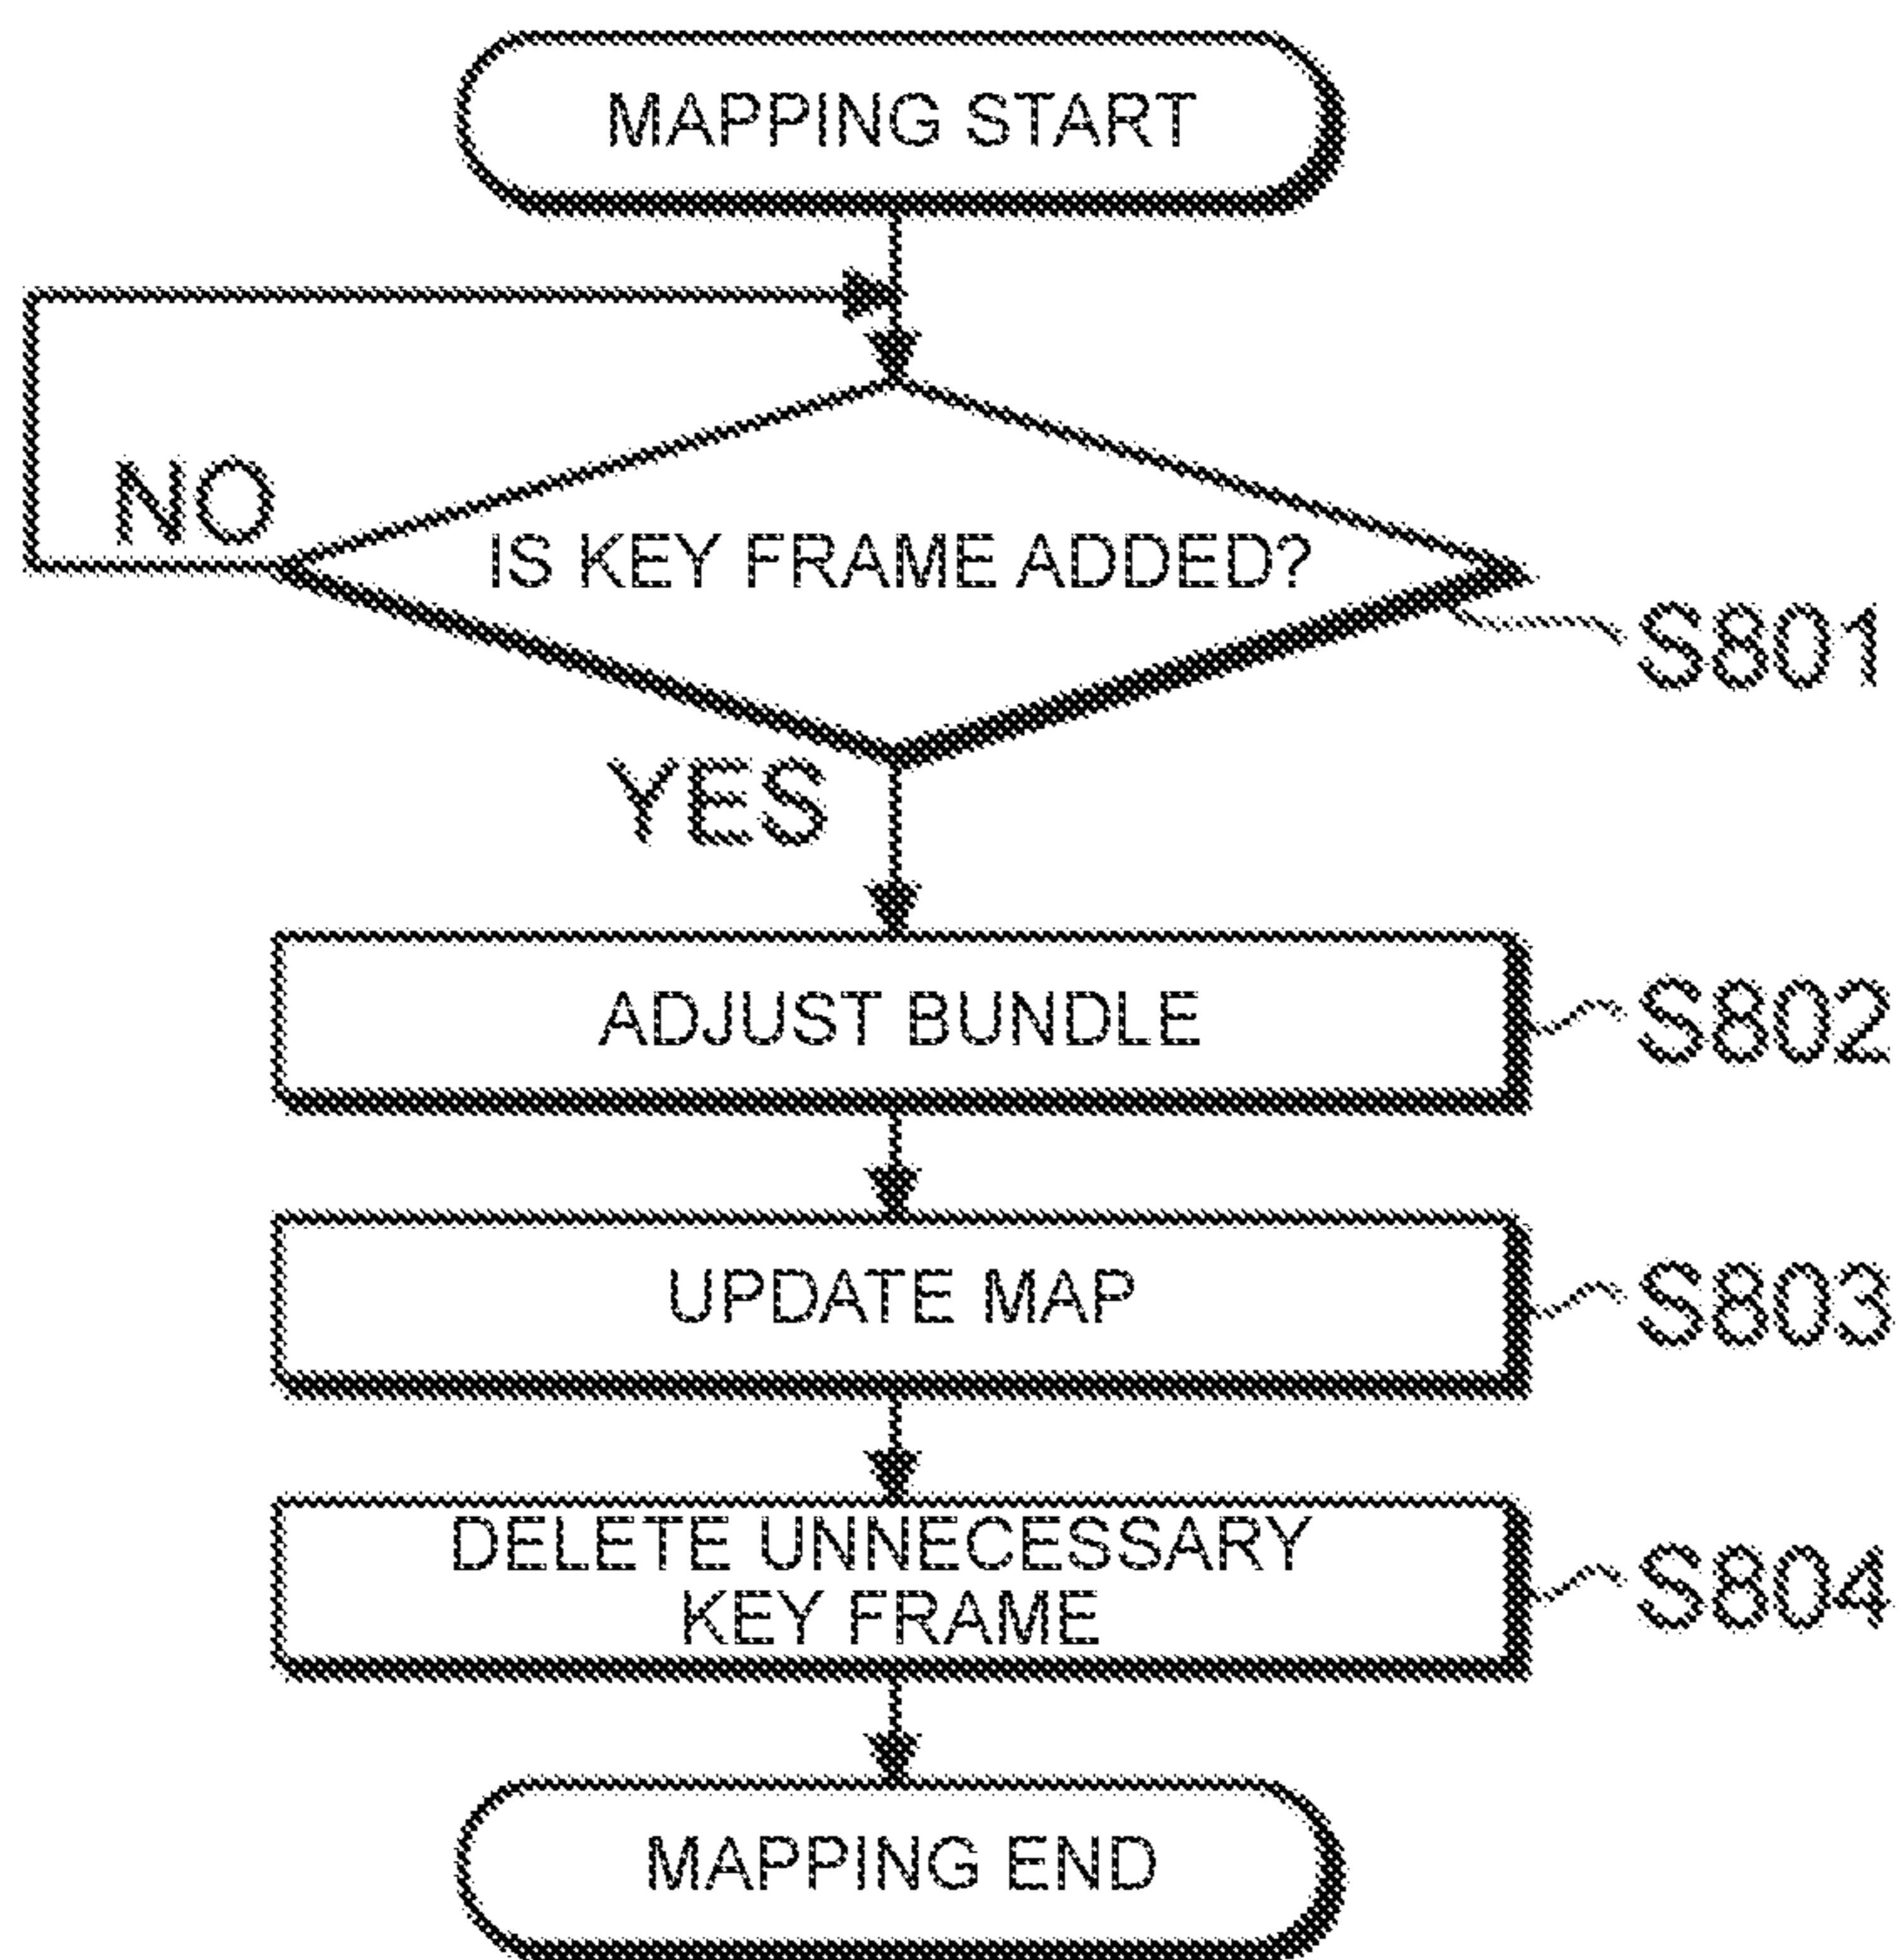 MAPPING START
NO
IS KEY FRAME ADDED?
S801
YES
ADJUST BUNDLE
S802
UPDATE MAP
S803
DELETE UNNECESSARY
KEY FRAME
S804
MAPPING END